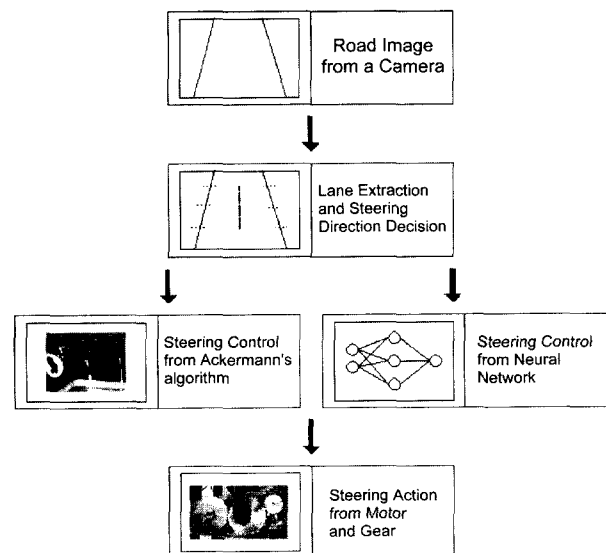 Road Image
from a Camera
Lane Extraction
and Steering
Direction Decision
Steering Control
from Ackermann's
algorithm
Steering Control
from Neural
Network
Steering Action
from Motor
and Gear